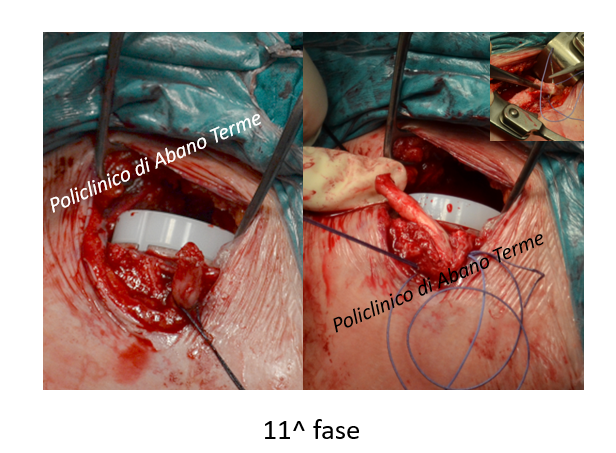 Policlinico di Abano Terme
Policlinico di Abano Terme
11^ fase